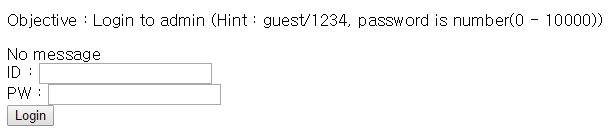 Objective : Login to admin (Hint : guest/1234, password is number(0 - 10000))
No message
ID :
PW :
Login